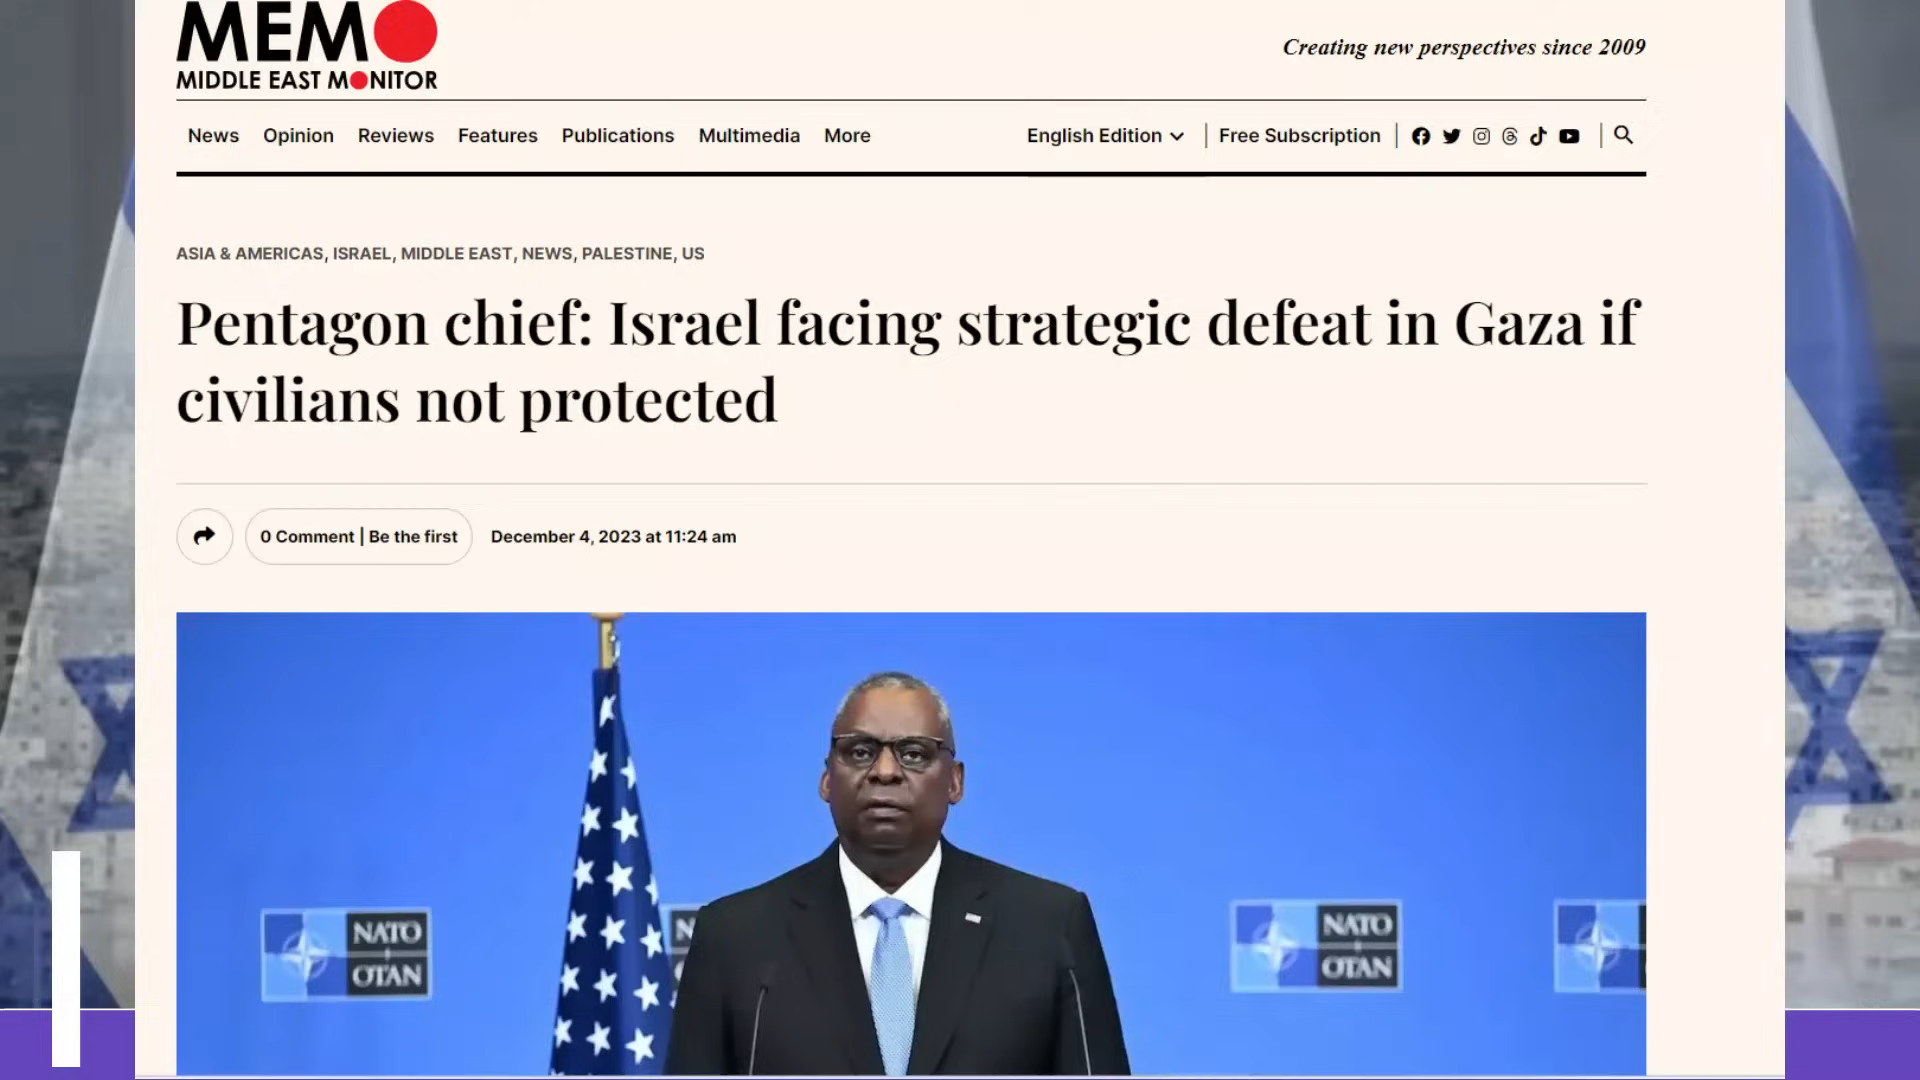 MEMO
MIDDLE EAST MONITOR
Creating new perspectives since 2009
News Opinion Reviews Features Publications Multimedia More English Edition Free Subscription
ASIA & AMERICAS, ISRAEL, MIDDLE EAST, NEWS, PALESTINE, US
Pentagon chief: Israel facing strategic defeat in Gaza if
civilians not protected
0 Comment | Be the first December 4, 2023 at 11:24 am
NATO
OTAN
N
O
NATO
OTAN